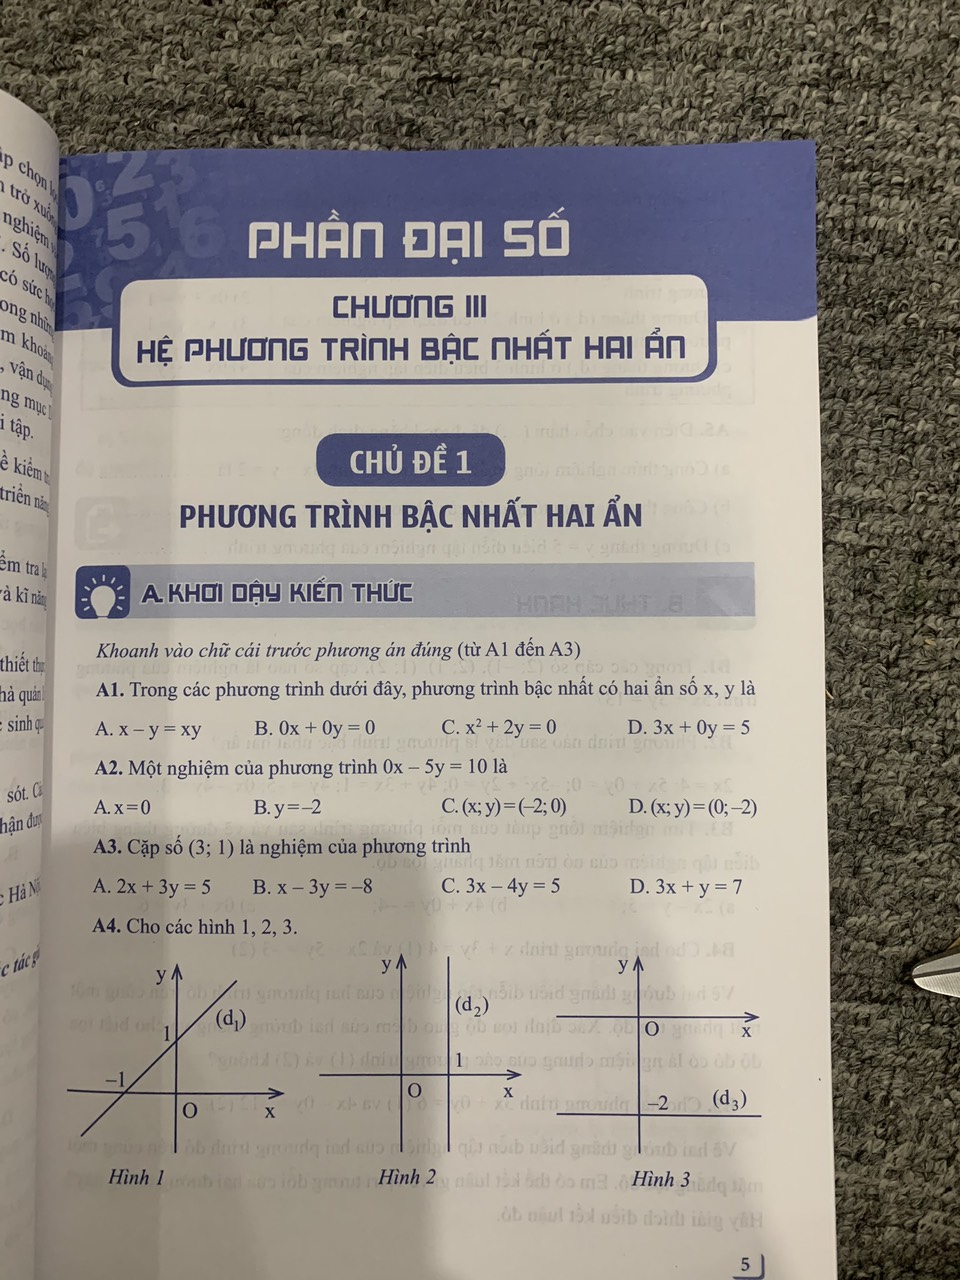 PHẦN ĐẠI SỐ
CHƯƠNG III
HỆ PHƯƠNG TRÌNH BẬC NHẤT HAI ẨN
CHỦ ĐỀ 1
PHƯƠNG TRÌNH BẬC NHẤT HAI ẨN
A. KHƠI DẬY KIẾN THỨC
Khoanh vào chữ cái trước phương án đúng (từ A1 đến A3)
A1. Trong các phương trình dưới đây, phương trình bậc nhất có hai ẩn số x, y là
A. x – y = xy B. 0x + 0y = 0 C. x² + 2y = 0 D. 3x + 0y = 5
A2. Một nghiệm của phương trình 0x – 5y = 10 là
A. x = 0 B. y = –2 C. (x; y) = (–2; 0) D. (x; y) = (0; –2)
A3. Cặp số (3; 1) là nghiệm của phương trình
A. 2x + 3y = 5 B. x – 3y = –8 C. 3x – 4y = 5 D. 3x + y = 7
A4. Cho các hình 1, 2, 3.
y (d₁) 1 –1 O x
y (d₂) 1 O x
y O x –2 (d₃)
Hình 1 Hình 2 Hình 3
5